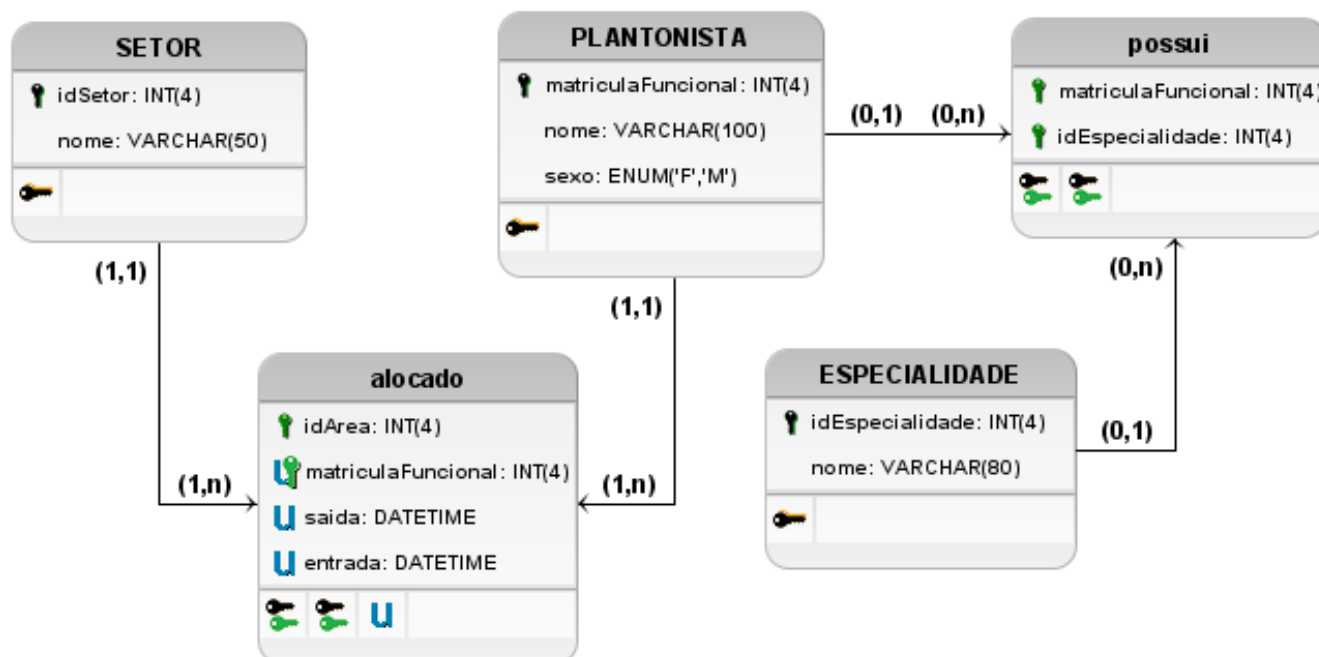 SETOR
idSetor: INT(4)
nome: VARCHAR(50)
PLANTONISTA
matriculaFuncional: INT(4)
nome: VARCHAR(100)
sexo: ENUM('F','M')
possui
matriculaFuncional: INT(4)
idEspecialidade: INT(4)
(0,1)
(0,n)
(1,1)
(1,1)
(0,n)
alocado
idArea: INT(4)
matriculaFuncional: INT(4)
saida: DATETIME
entrada: DATETIME
U
U
U
U
(1,n)
(1,n)
ESPECIALIDADE
idEspecialidade: INT(4)
nome: VARCHAR(80)
(0,1)